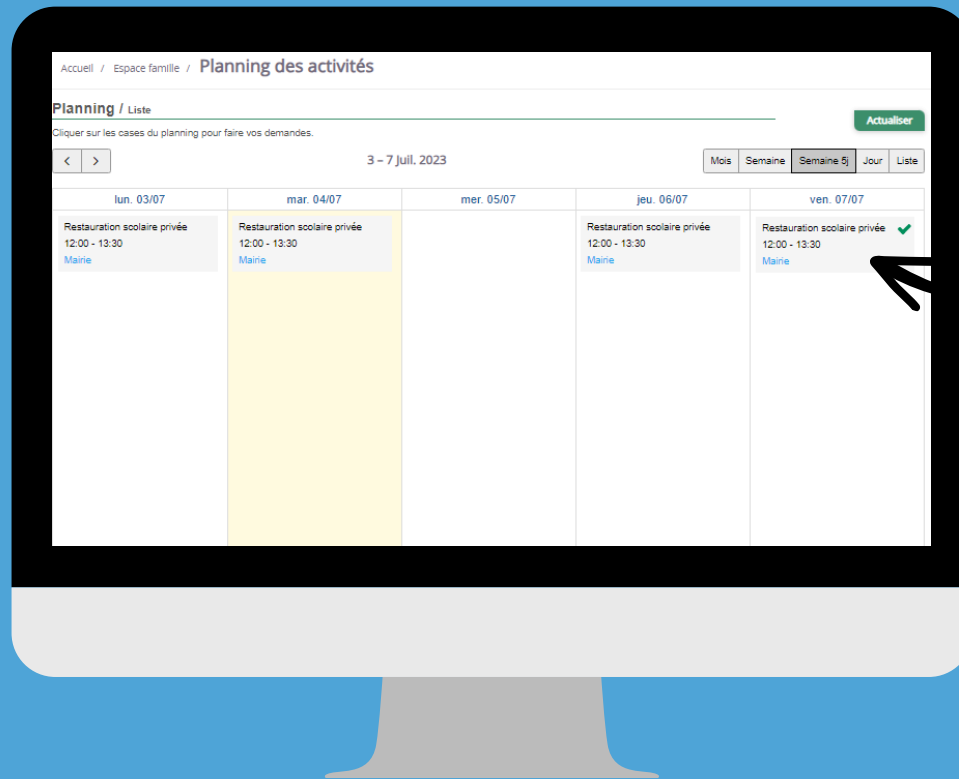 Accueil / Espace famille / Planning des activités
Planning / Liste
Actualiser
Cliquer sur les cases du planning pour faire vos demandes.
< > 3 – 7 Juil. 2023 Mois Semaine Semaine 5j Jour Liste
lun. 03/07 mar. 04/07 mer. 05/07 jeu. 06/07 ven. 07/07
Restauration scolaire privée
12:00 - 13:30
Mairie
Restauration scolaire privée
12:00 - 13:30
Mairie
Restauration scolaire privée
12:00 - 13:30
Mairie
Restauration scolaire privée
12:00 - 13:30
Mairie